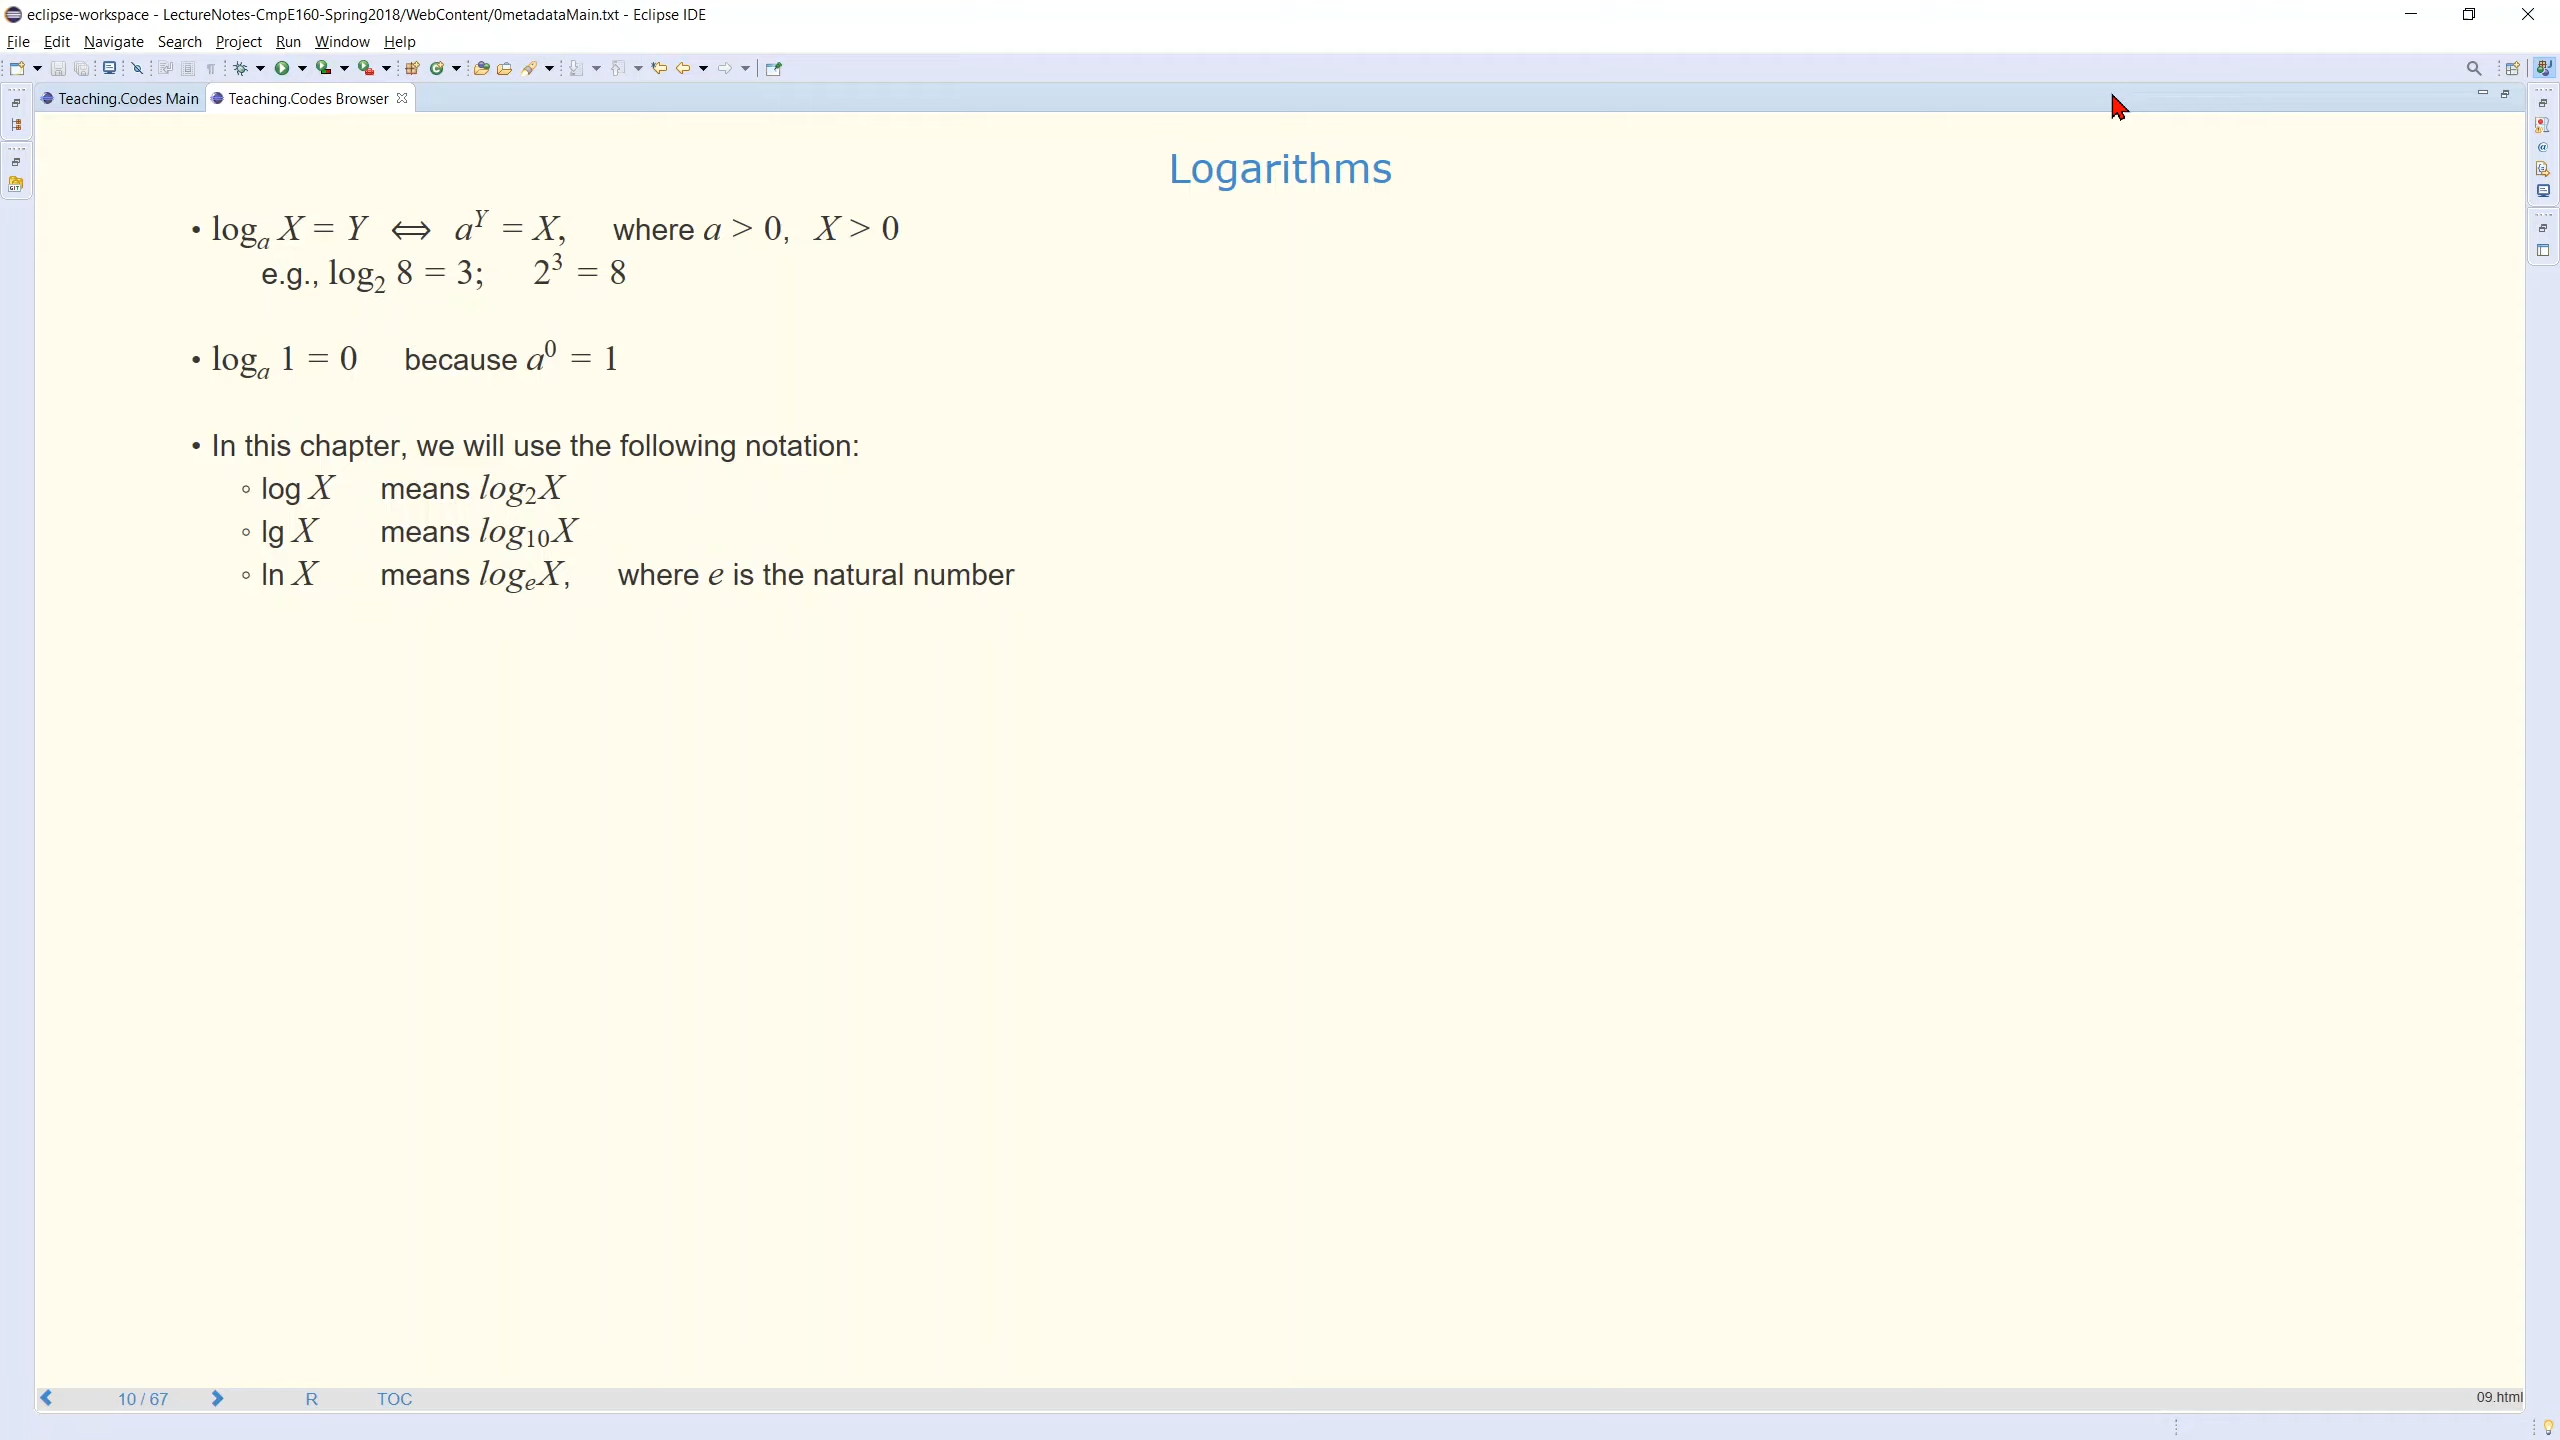 eclipse-workspace - LectureNotes-CmpE160-Spring2018/WebContent/0metadataMain.txt - Eclipse IDE
File Edit Navigate Search Project Run Window Help
Teaching.Codes Main Teaching.Codes Browser
Logarithms
• logₐ X = Y ⟺ a^Y = X, where a > 0, X > 0
e.g., log₂ 8 = 3; 2³ = 8
• logₐ 1 = 0 because a⁰ = 1
• In this chapter, we will use the following notation:
◦ log X means log₂X
◦ lg X means log₁₀X
◦ ln X means logₑX, where e is the natural number
10 / 67 R TOC 09.html